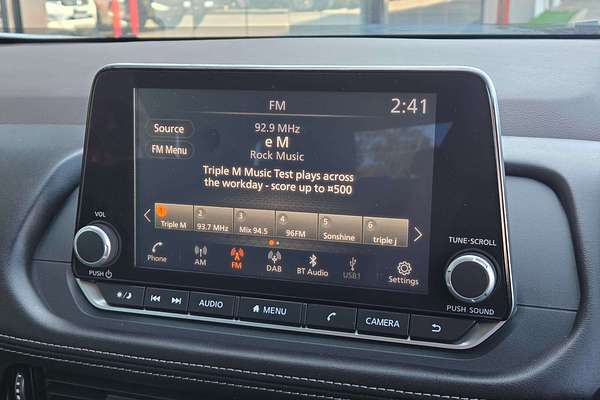 FM
2:41
Source
92.9 MHz
e M
FM Menu
Rock Music
Triple M Music Test plays across
the workday - score up to ¤500
1 2 3 4 5 6
Triple M 93.7 MHz Mix 94.5 96FM Sonshine triple j
VOL
TUNE·SCROLL
Phone AM FM DAB BT Audio USB1 Settings
PUSH
PUSH SOUND
AUDIO MENU CAMERA